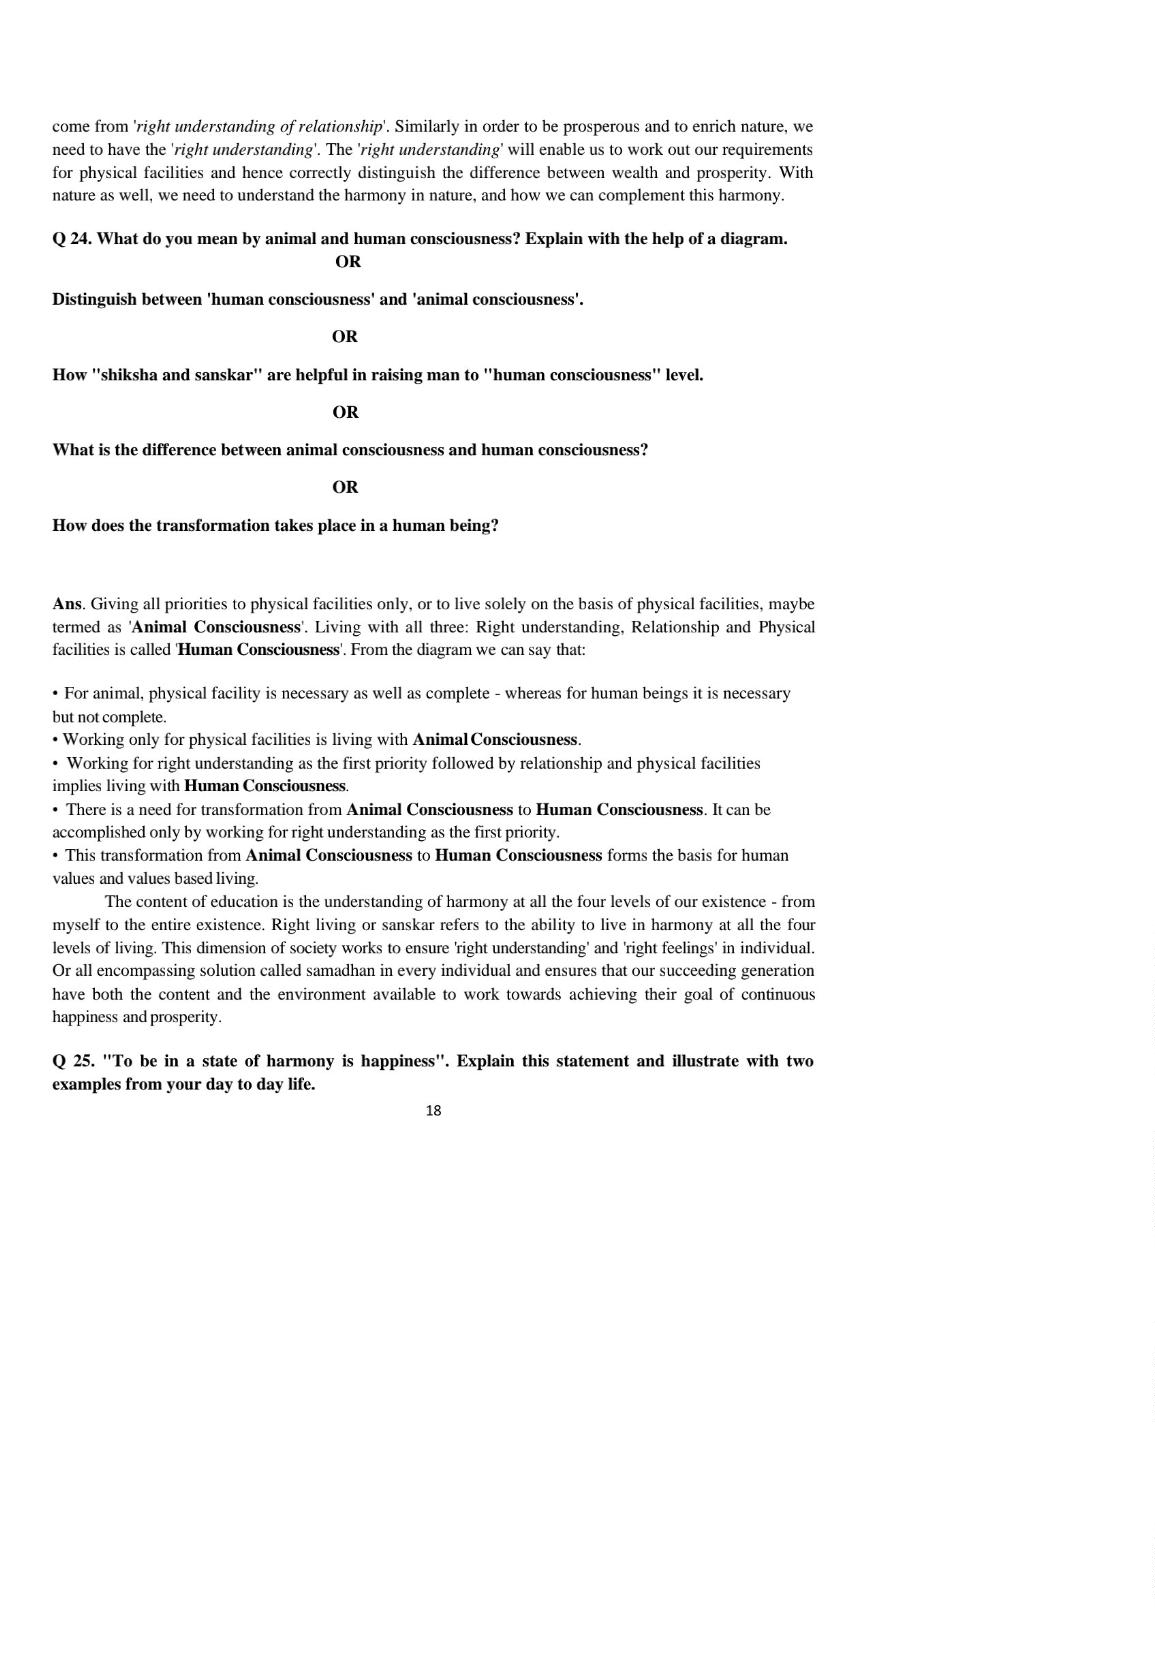 come from 'right understanding of relationship'. Similarly in order to be prosperous and to enrich nature, we
need to have the 'right understanding'. The 'right understanding' will enable us to work out our requirements
for physical facilities and hence correctly distinguish the difference between wealth and prosperity. With
nature as well, we need to understand the harmony in nature, and how we can complement this harmony.
Q 24. What do you mean by animal and human consciousness? Explain with the help of a diagram.
OR
Distinguish between 'human consciousness' and 'animal consciousness'.
OR
How "shiksha and sanskar" are helpful in raising man to "human consciousness" level.
OR
What is the difference between animal consciousness and human consciousness?
OR
How does the transformation takes place in a human being?
Ans. Giving all priorities to physical facilities only, or to live solely on the basis of physical facilities, maybe
termed as 'Animal Consciousness'. Living with all three: Right understanding, Relationship and Physical
facilities is called 'Human Consciousness'. From the diagram we can say that:
• For animal, physical facility is necessary as well as complete - whereas for human beings it is necessary
but not complete.
• Working only for physical facilities is living with Animal Consciousness.
• Working for right understanding as the first priority followed by relationship and physical facilities
implies living with Human Consciousness.
• There is a need for transformation from Animal Consciousness to Human Consciousness. It can be
accomplished only by working for right understanding as the first priority.
• This transformation from Animal Consciousness to Human Consciousness forms the basis for human
values and values based living.
The content of education is the understanding of harmony at all the four levels of our existence - from
myself to the entire existence. Right living or sanskar refers to the ability to live in harmony at all the four
levels of living. This dimension of society works to ensure 'right understanding' and 'right feelings' in individual.
Or all encompassing solution called samadhan in every individual and ensures that our succeeding generation
have both the content and the environment available to work towards achieving their goal of continuous
happiness and prosperity.
Q 25. "To be in a state of harmony is happiness". Explain this statement and illustrate with two
examples from your day to day life.
18